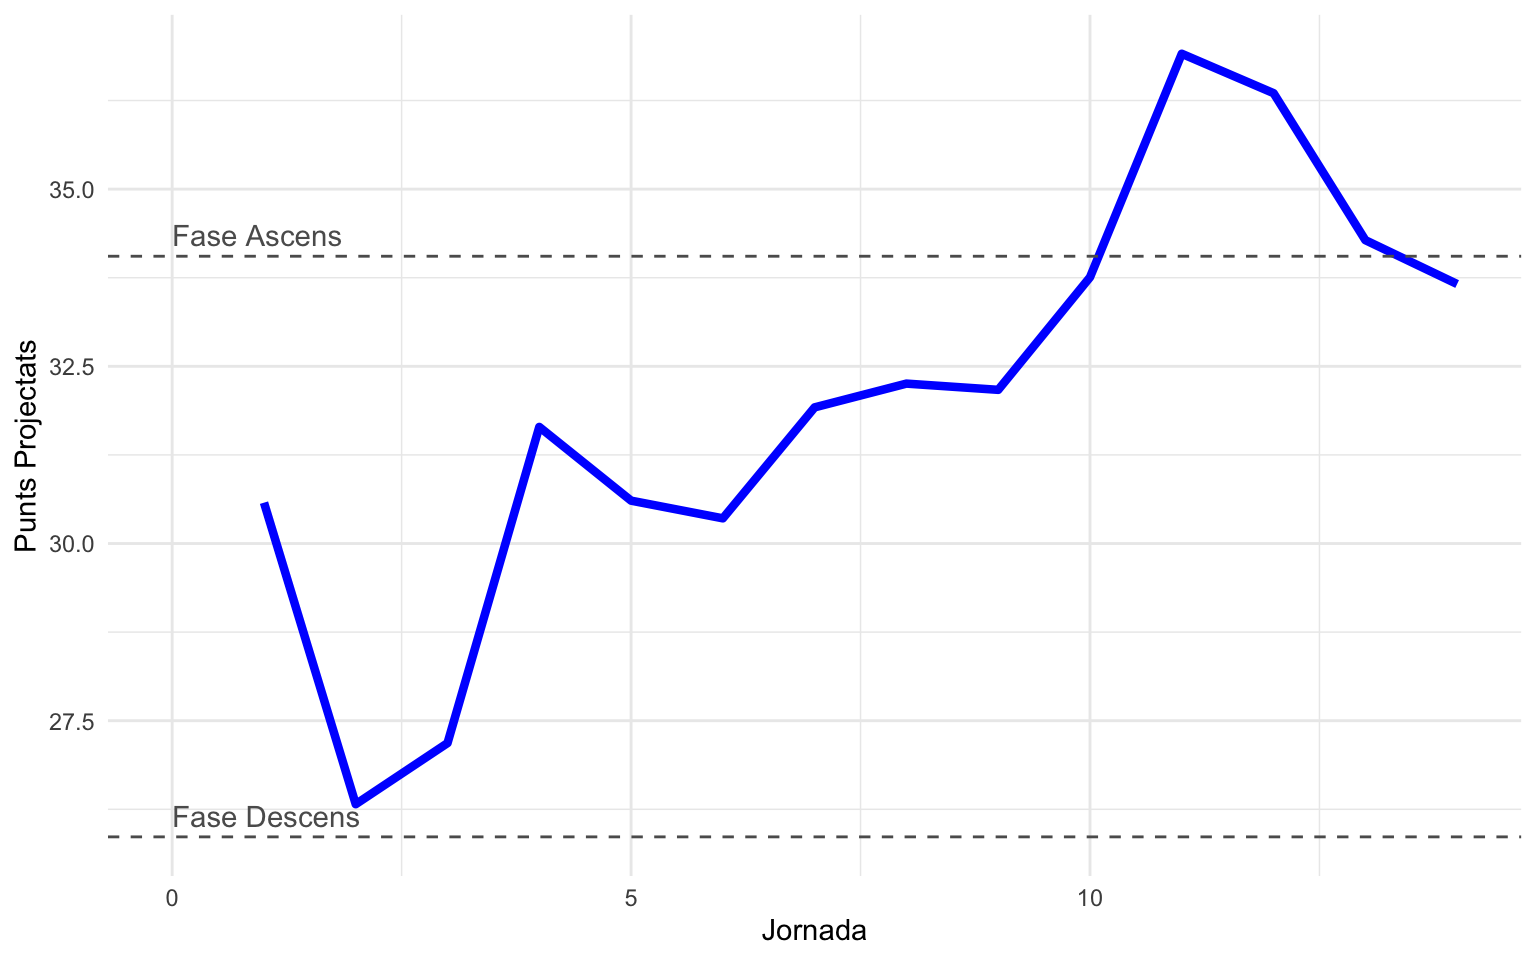 35.0
Fase Ascens
32.5
Punts Projectats
30.0
27.5
Fase Descens
0 5 10
Jornada